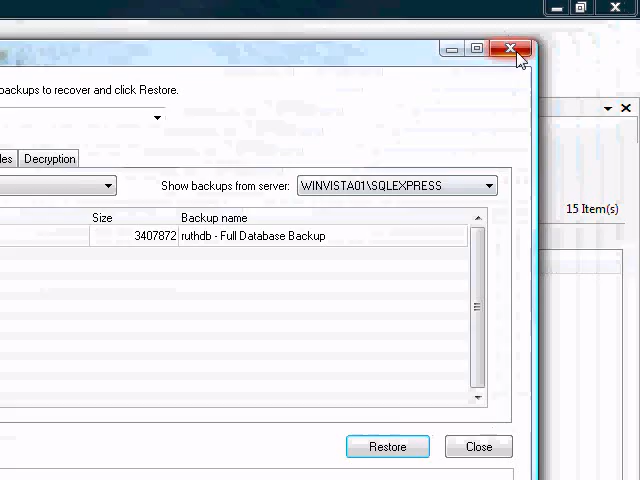 backups to recover and click Restore.
les
Decryption
Show backups from server: WINVISTA01\SQLEXPRESS
15 Item(s)
Size Backup name
3407872 ruthdb - Full Database Backup
Restore Close